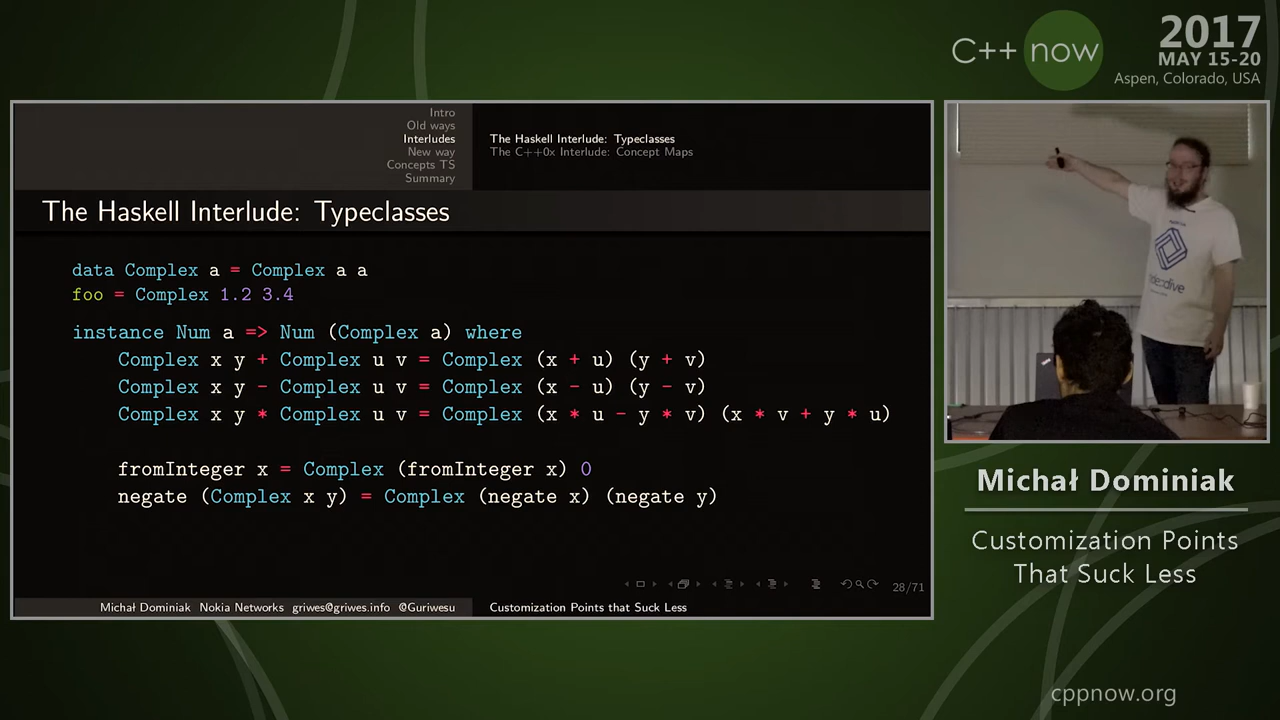 C++ now
2017
MAY 15-20
Aspen, Colorado, USA
Intro
Old ways
Interludes
New way
Concepts TS
Summary
The Haskell Interlude: Typeclasses
The C++0x Interlude: Concept Maps
The Haskell Interlude: Typeclasses
data Complex a = Complex a a
foo = Complex 1.2 3.4
instance Num a => Num (Complex a) where
Complex x y + Complex u v = Complex (x + u) (y + v)
Complex x y - Complex u v = Complex (x - u) (y - v)
Complex x y * Complex u v = Complex (x * u - y * v) (x * v + y * u)
fromInteger x = Complex (fromInteger x) 0
negate (Complex x y) = Complex (negate x) (negate y)
28/71
Michał Dominiak Nokia Networks griwes@griwes.info @Guriwesu
Customization Points that Suck Less
Michał Dominiak
Customization Points
That Suck Less
cppnow.org